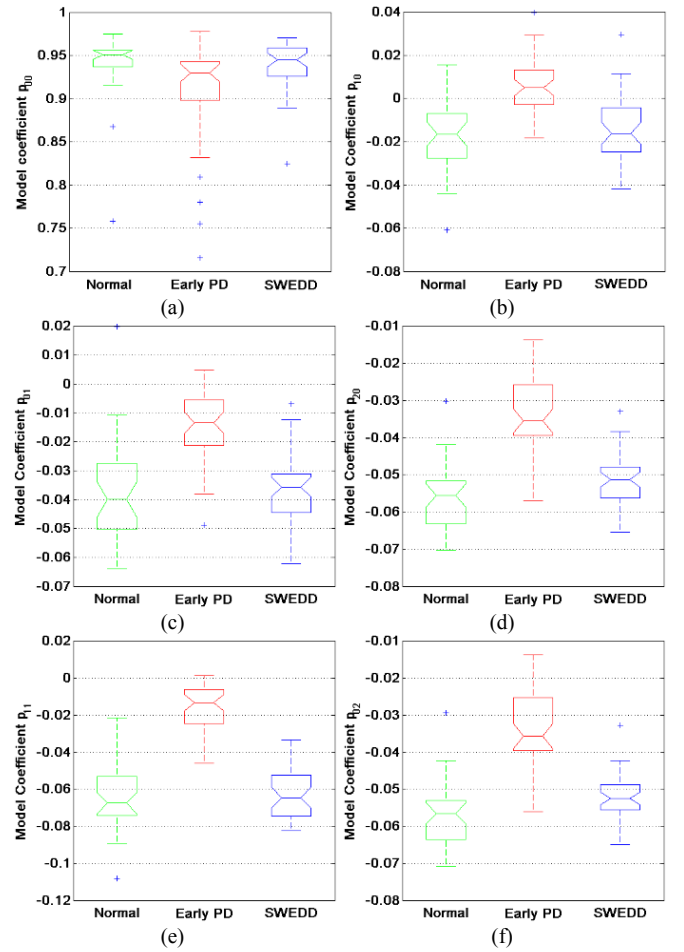 1
0.95
0.9
0.85
0.8
0.75
0.7
Model coefficient p00
Normal Early PD SWEDD
(a)
0.04
0.02
0
-0.02
-0.04
-0.06
-0.08
Model Coefficient p10
Normal Early PD SWEDD
(b)
0.02
0.01
0
-0.01
-0.02
-0.03
-0.04
-0.05
-0.06
-0.07
Model Coefficient p01
Normal Early PD SWEDD
(c)
-0.01
-0.02
-0.03
-0.04
-0.05
-0.06
-0.07
-0.08
Model Coefficient p20
Normal Early PD SWEDD
(d)
0.02
0
-0.02
-0.04
-0.06
-0.08
-0.1
-0.12
Model Coefficient p11
Normal Early PD SWEDD
(e)
-0.01
-0.02
-0.03
-0.04
-0.05
-0.06
-0.07
-0.08
Model Coefficient p02
Normal Early PD SWEDD
(f)